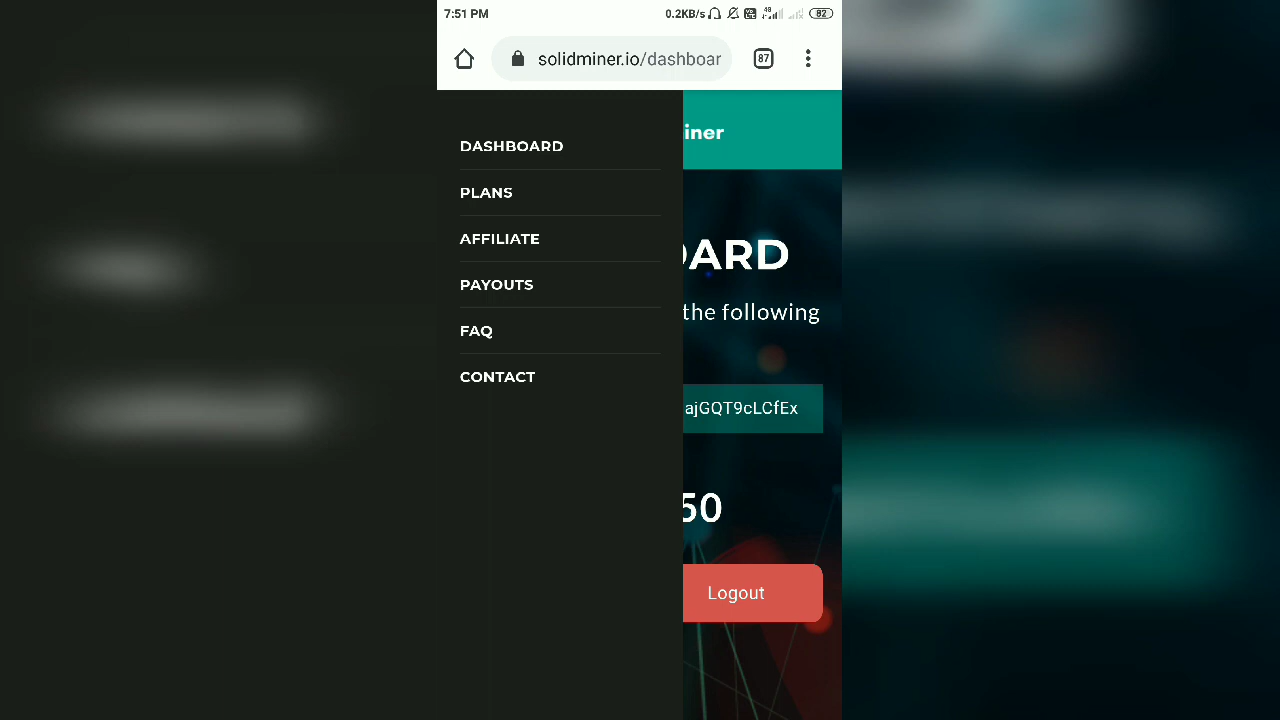 7:51 PM 0.2KB/s 4G 82
solidminer.io/dashboar 87
iner
DASHBOARD
PLANS
AFFILIATE
PAYOUTS
FAQ
CONTACT
ARD
the following
ajGQT9cLCfEx
50
Logout